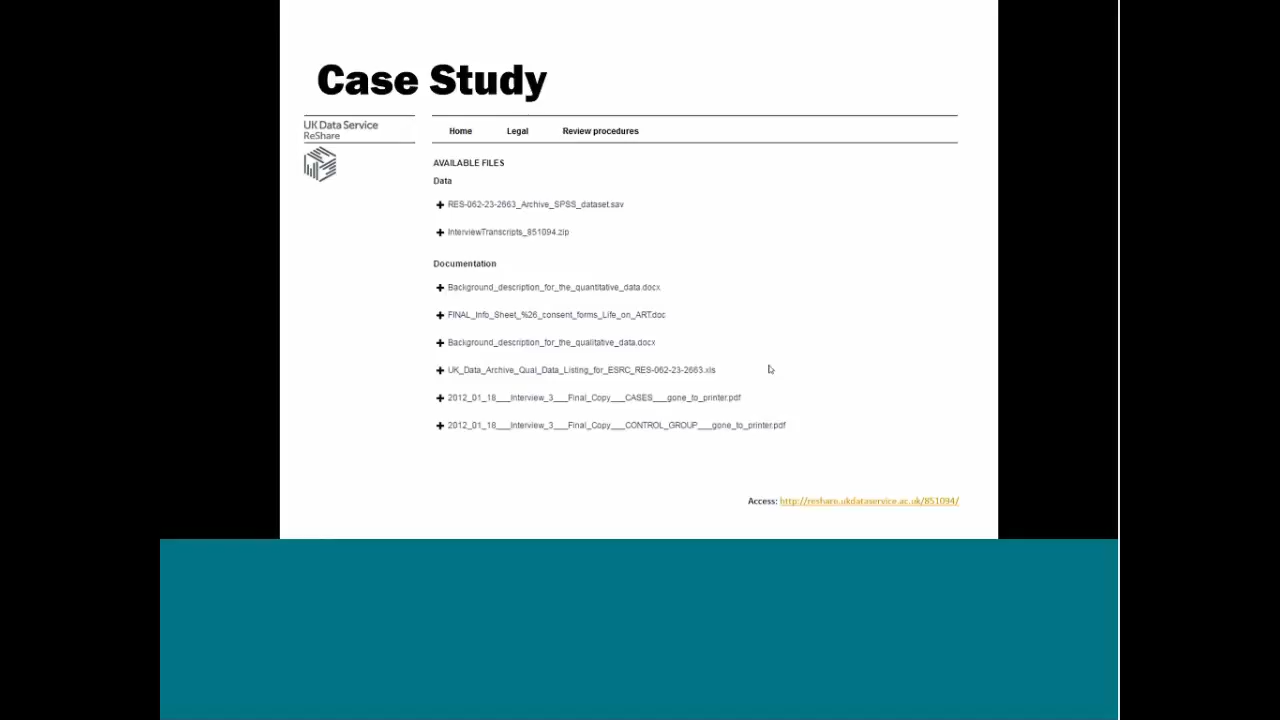 Case Study
UK Data Service
ReShare
Home Legal Review procedures
AVAILABLE FILES
Data
RES-062-23-2663_Archive_SPSS_dataset.sav
InterviewTranscripts_851094.zip
Documentation
Background_description_for_the_quantitative_data.docx
FINAL_Info_Sheet_%26_consent_forms_Life_on_ART.doc
Background_description_for_the_qualitative_data.docx
UK_Data_Archive_Qual_Data_Listing_for_ESRC_RES-062-23-2663.xls
2012_01_18___Interview_3___Final_Copy___CASES___gone_to_printer.pdf
2012_01_18___Interview_3___Final_Copy___CONTROL_GROUP___gone_to_printer.pdf
Access: http://reshare.ukdataservice.ac.uk/851094/